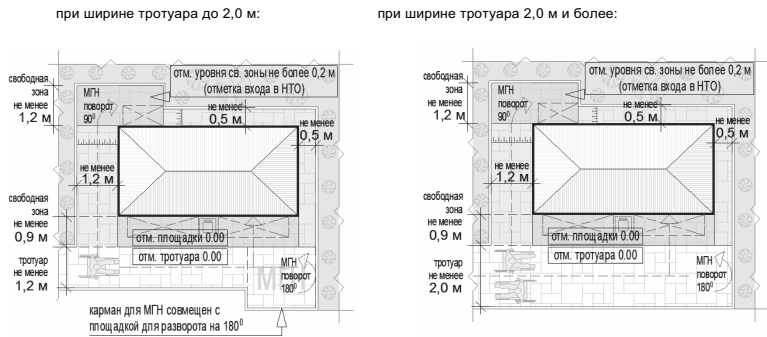 при ширине тротуара до 2,0 м:
свободная
зона
не менее
1,2 м
МГН
поворот
90⁰
отм. уровня св. зоны не более 0,2 м
(отметка входа в НТО)
не менее
0,5 м
не менее
0,5 м
не менее
1,2 м
свободная
зона
не менее
0,9 м
отм. площадки 0.00
отм. тротуара 0.00
тротуар
не менее
1,2 м
МГН
МГН
поворот
180⁰
карман для МГН совмещен с
площадкой для разворота на 180⁰
при ширине тротуара 2,0 м и более:
свободная
зона
не менее
1,2 м
МГН
поворот
90⁰
отм. уровня св. зоны не более 0,2 м
(отметка входа в НТО)
не менее
0,5 м
не менее
0,5 м
не менее
1,2 м
свободная
зона
не менее
0,9 м
отм. площадки 0.00
отм. тротуара 0.00
тротуар
не менее
2,0 м
МГН
поворот
180⁰